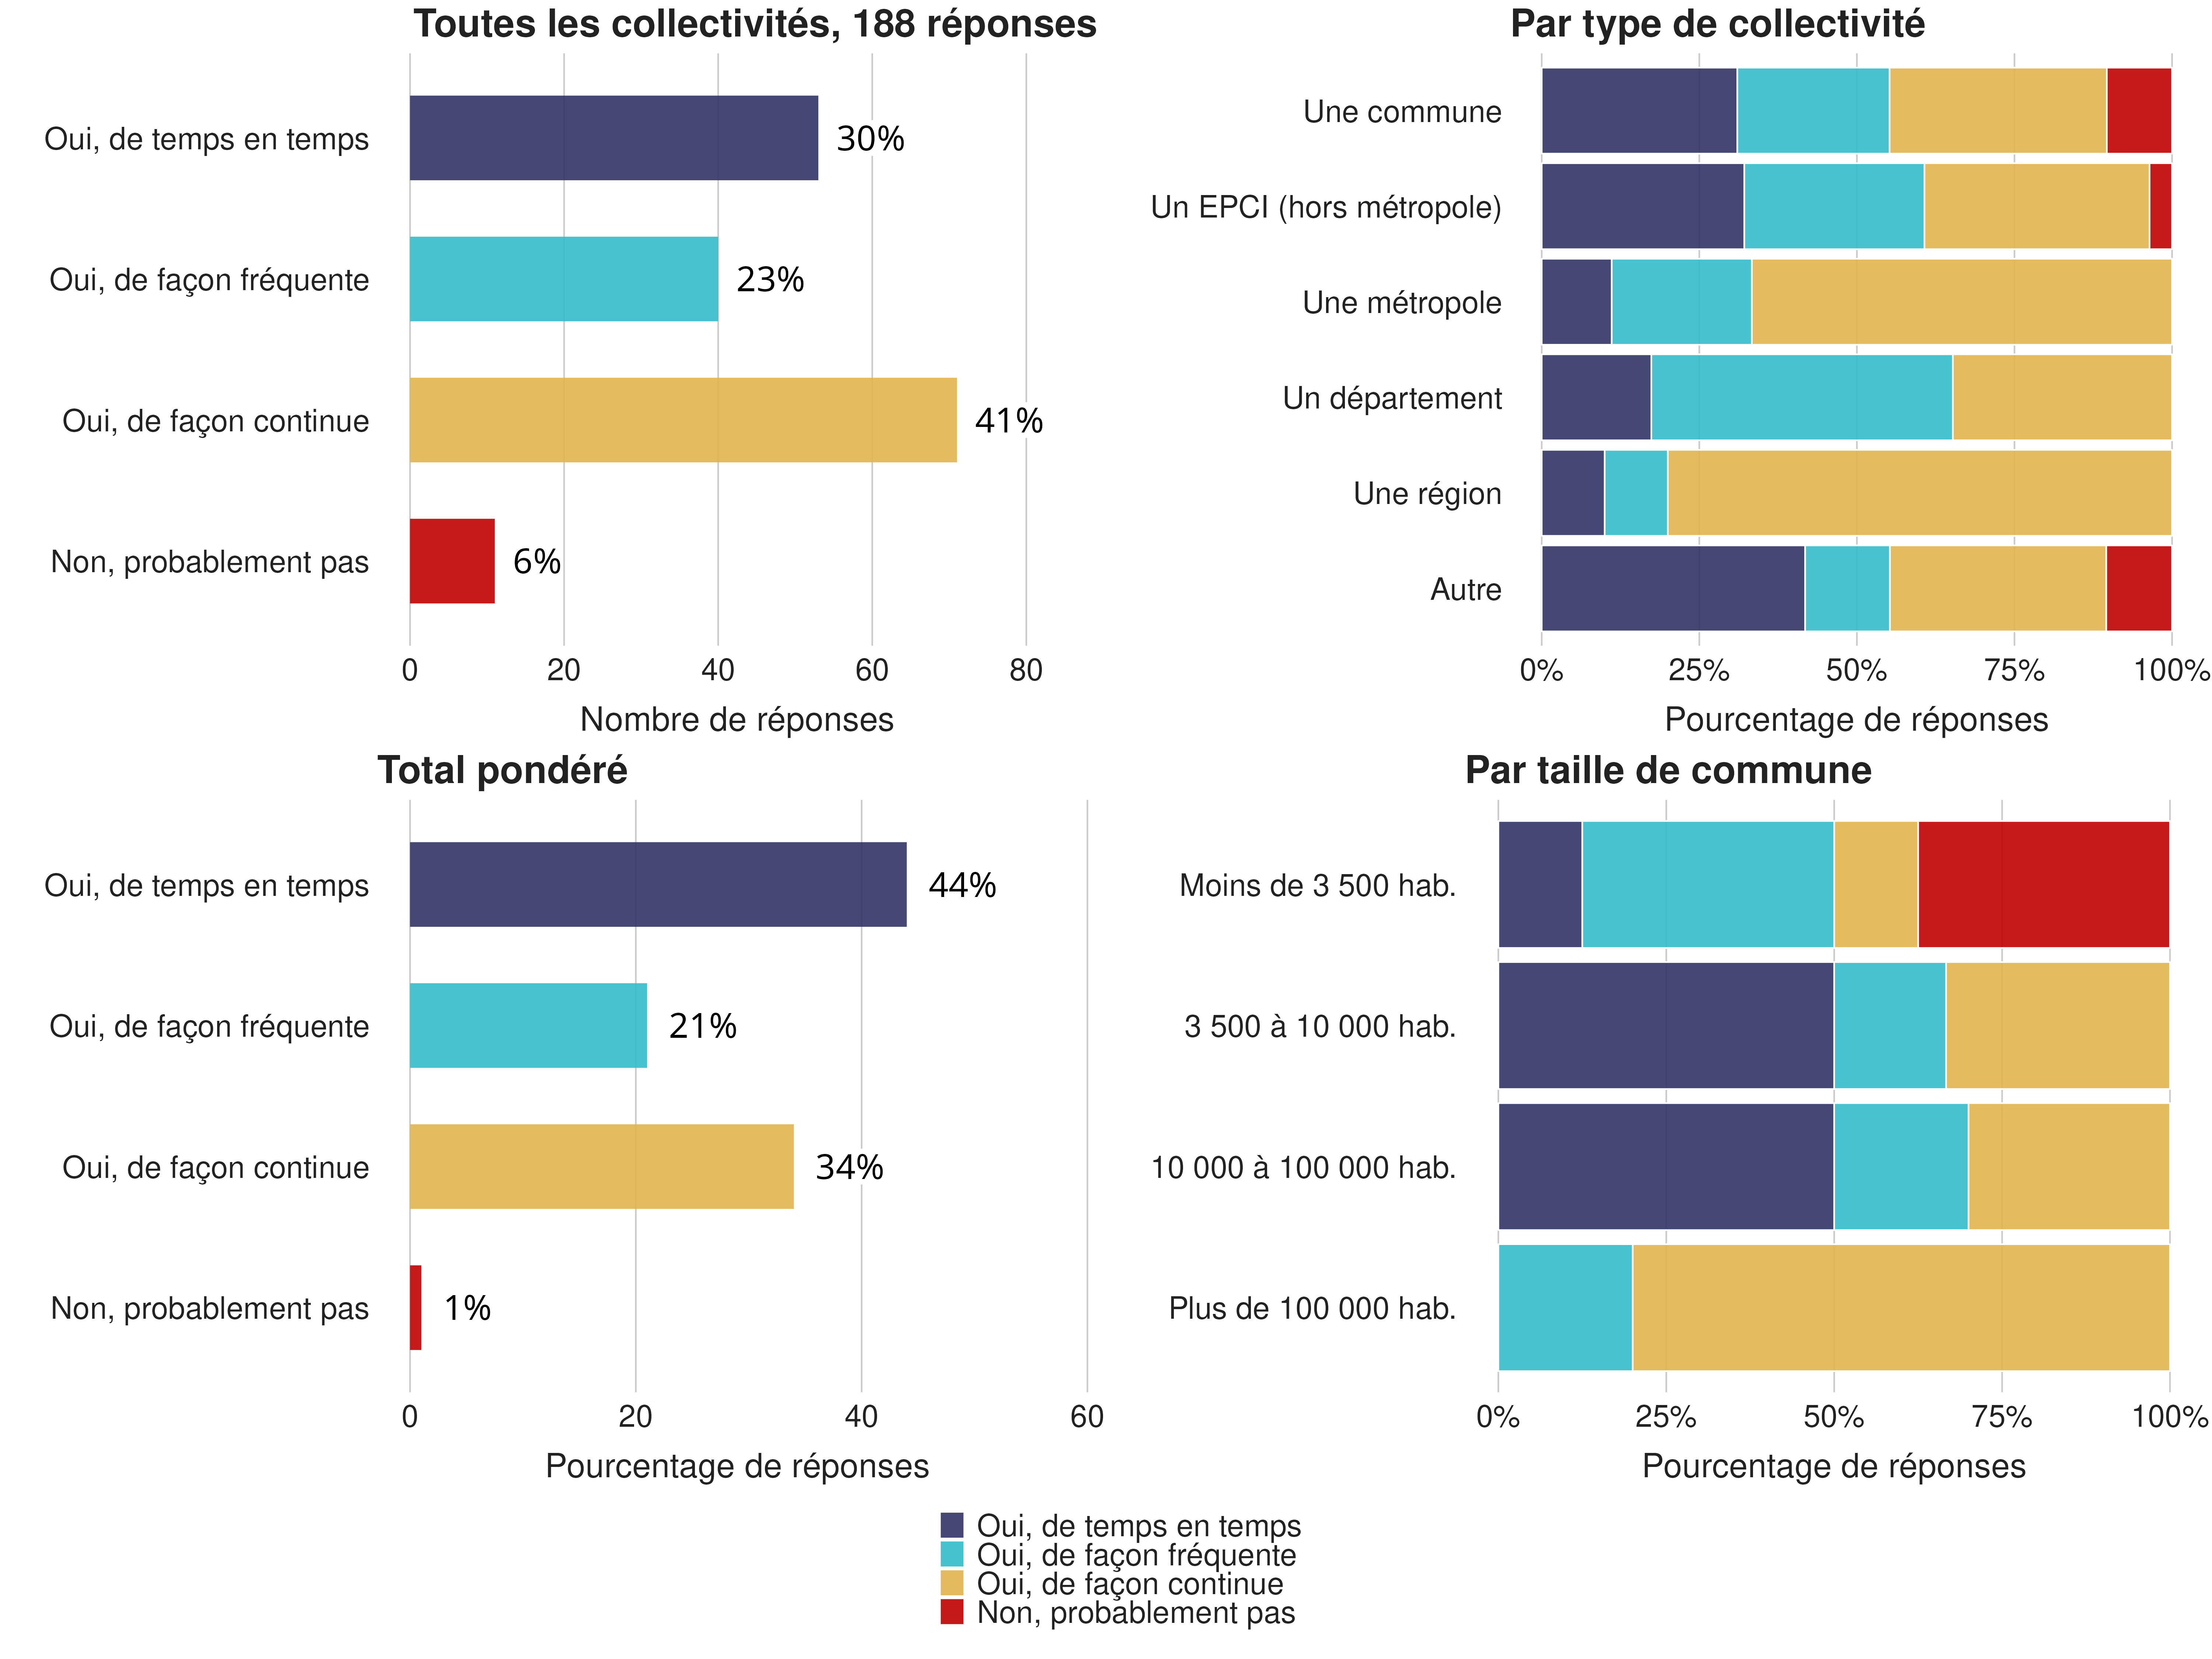 Toutes les collectivités, 188 réponses
Oui, de temps en temps
30%
Oui, de façon fréquente
23%
Oui, de façon continue
41%
Non, probablement pas
6%
0 20 40 60 80
Nombre de réponses
Par type de collectivité
Une commune
Un EPCI (hors métropole)
Une métropole
Un département
Une région
Autre
0% 25% 50% 75% 100%
Pourcentage de réponses
Total pondéré
Oui, de temps en temps
44%
Oui, de façon fréquente
21%
Oui, de façon continue
34%
Non, probablement pas
1%
0 20 40 60
Pourcentage de réponses
Par taille de commune
Moins de 3 500 hab.
3 500 à 10 000 hab.
10 000 à 100 000 hab.
Plus de 100 000 hab.
0% 25% 50% 75% 100%
Pourcentage de réponses
Oui, de temps en temps
Oui, de façon fréquente
Oui, de façon continue
Non, probablement pas